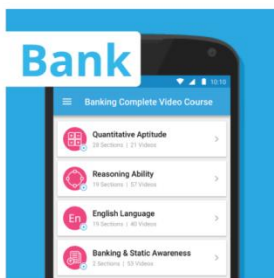 Bank
10:10
Banking Complete Video Course
Quantitative Aptitude
28 Sections | 21 Videos
Reasoning Ability
19 Sections | 57 Videos
En
English Language
19 Sections | 40 Videos
Banking & Static Awareness
2 Sections | 53 Videos